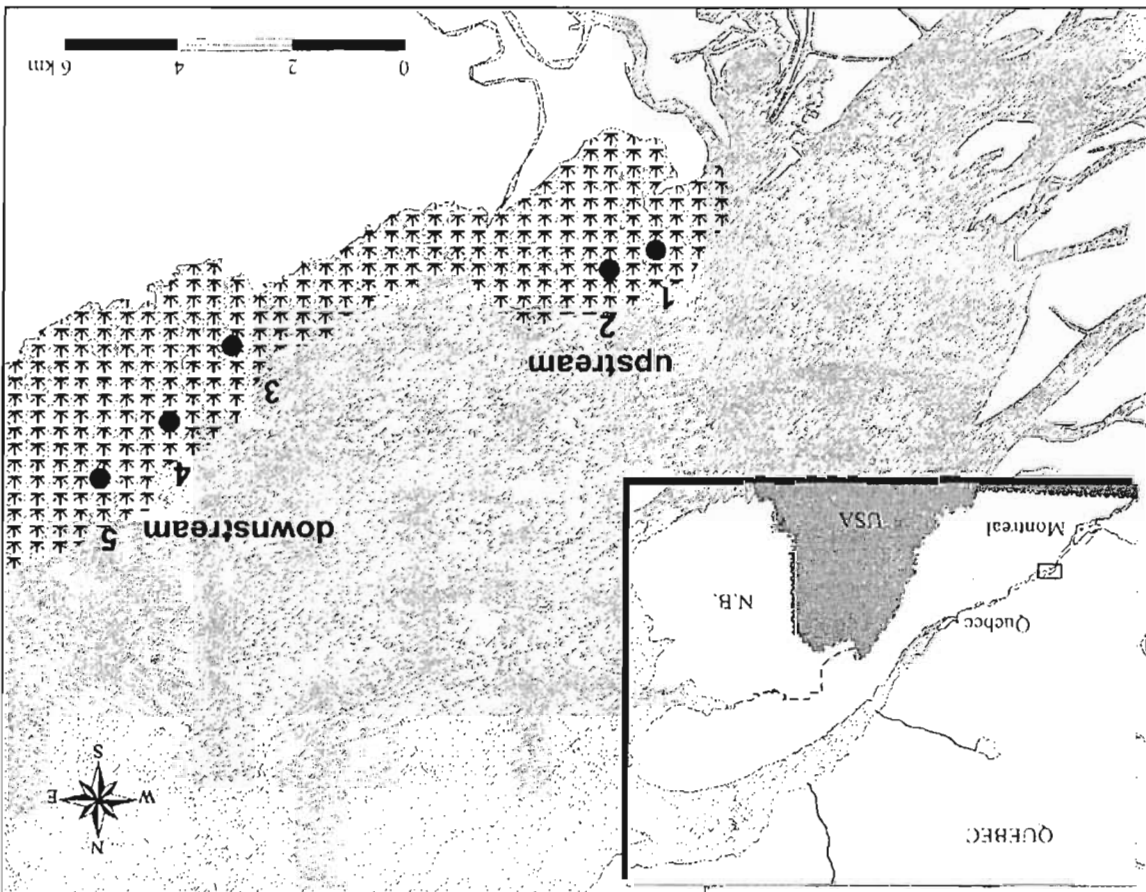 QUEBEC
Quebec
N.B.
Montreal
USA
N
W E
S
downstream
5
4
3
upstream
2
1
0 2 4 6 km